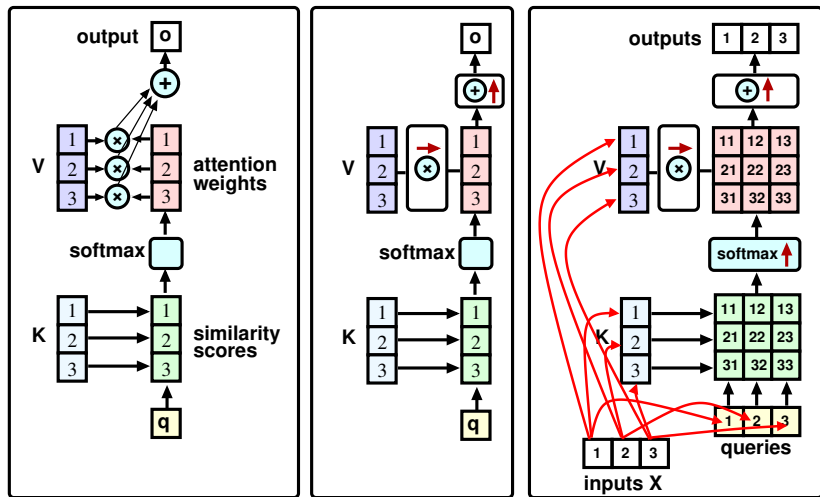 output o
+
V 1 × 1
2 × 2
3 × 3
attention
weights
softmax
K 1 1
2 2
3 3
similarity
scores
q
o
+
V 1 × 1
2 2
3 3
softmax
K 1 1
2 2
3 3
q
outputs 1 2 3
+
V 1 × 11 12 13
2 21 22 23
3 31 32 33
softmax
K 1 11 12 13
2 21 22 23
3 31 32 33
1 2 3
queries
1 2 3
inputs X